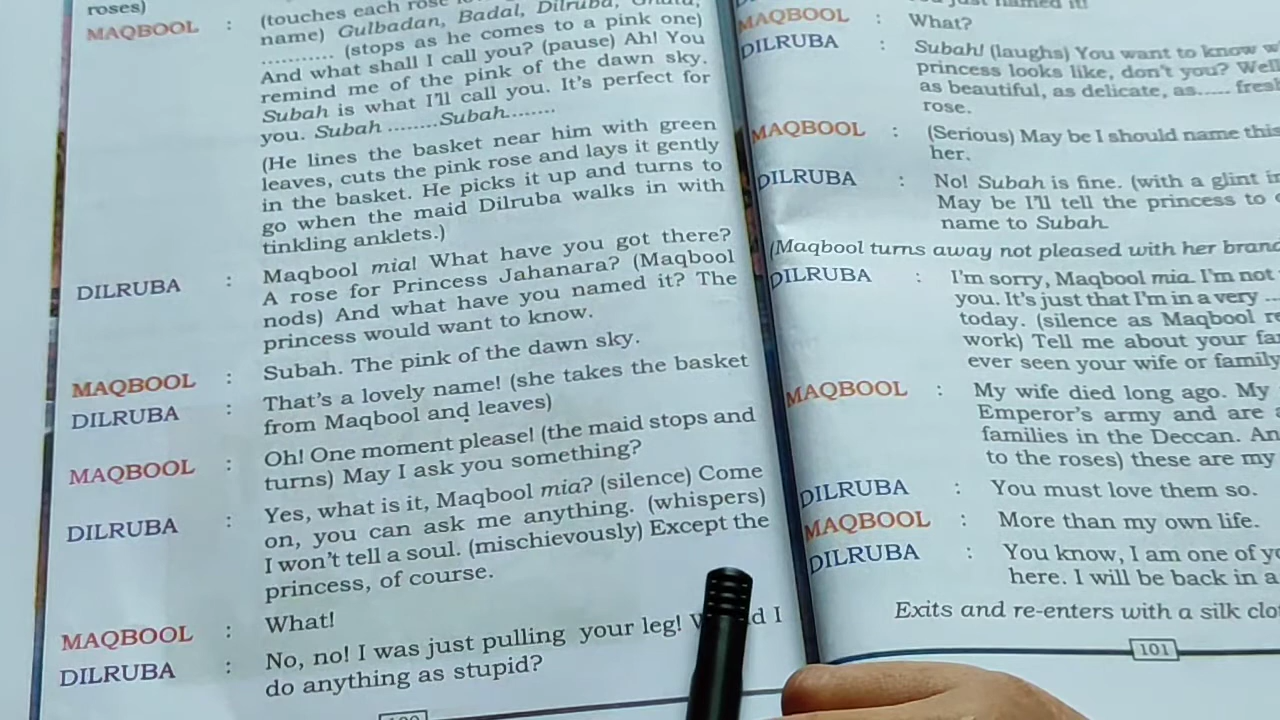 roses)
MAQBOOL : (touches each rose
name) Gulbadan, Badal, Dilruba,
........... (stops as he comes to a pink one)
And what shall I call you? (pause) Ah! You
remind me of the pink of the dawn sky.
Subah is what I'll call you. It's perfect for
you. Subah ........Subah........
(He lines the basket near him with green
leaves, cuts the pink rose and lays it gently
in the basket. He picks it up and turns to
go when the maid Dilruba walks in with
tinkling anklets.)
DILRUBA : Maqbool mia! What have you got there?
A rose for Princess Jahanara? (Maqbool
nods) And what have you named it? The
princess would want to know.
MAQBOOL : Subah. The pink of the dawn sky.
DILRUBA : That's a lovely name! (she takes the basket
from Maqbool and leaves)
MAQBOOL : Oh! One moment please! (the maid stops and
turns) May I ask you something?
DILRUBA : Yes, what is it, Maqbool mia? (silence) Come
on, you can ask me anything. (whispers)
I won't tell a soul. (mischievously) Except the
princess, of course.
MAQBOOL : What!
DILRUBA : No, no! I was just pulling your leg! I
do anything as stupid?
just named it!
MAQBOOL : What?
DILRUBA : Subah! (laughs) You want to know
princess looks like, don't you? Well
as beautiful, as delicate, as.....
rose.
MAQBOOL : (Serious) May be I should name this
her.
DILRUBA : No! Subah is fine. (with a glint in
May be I'll tell the princess to
name to Subah.
(Maqbool turns away not pleased with her
DILRUBA : I'm sorry, Maqbool mia. I'm not
you. It's just that I'm in a very
today. (silence as Maqbool
work) Tell me about your
ever seen your wife or family
MAQBOOL : My wife died long ago. My
Emperor's army and are
families in the Deccan.
to the roses) these are my
DILRUBA : You must love them so.
MAQBOOL : More than my own life.
DILRUBA : You know, I am one of
here. I will be back in a
Exits and re-enters with a silk
101